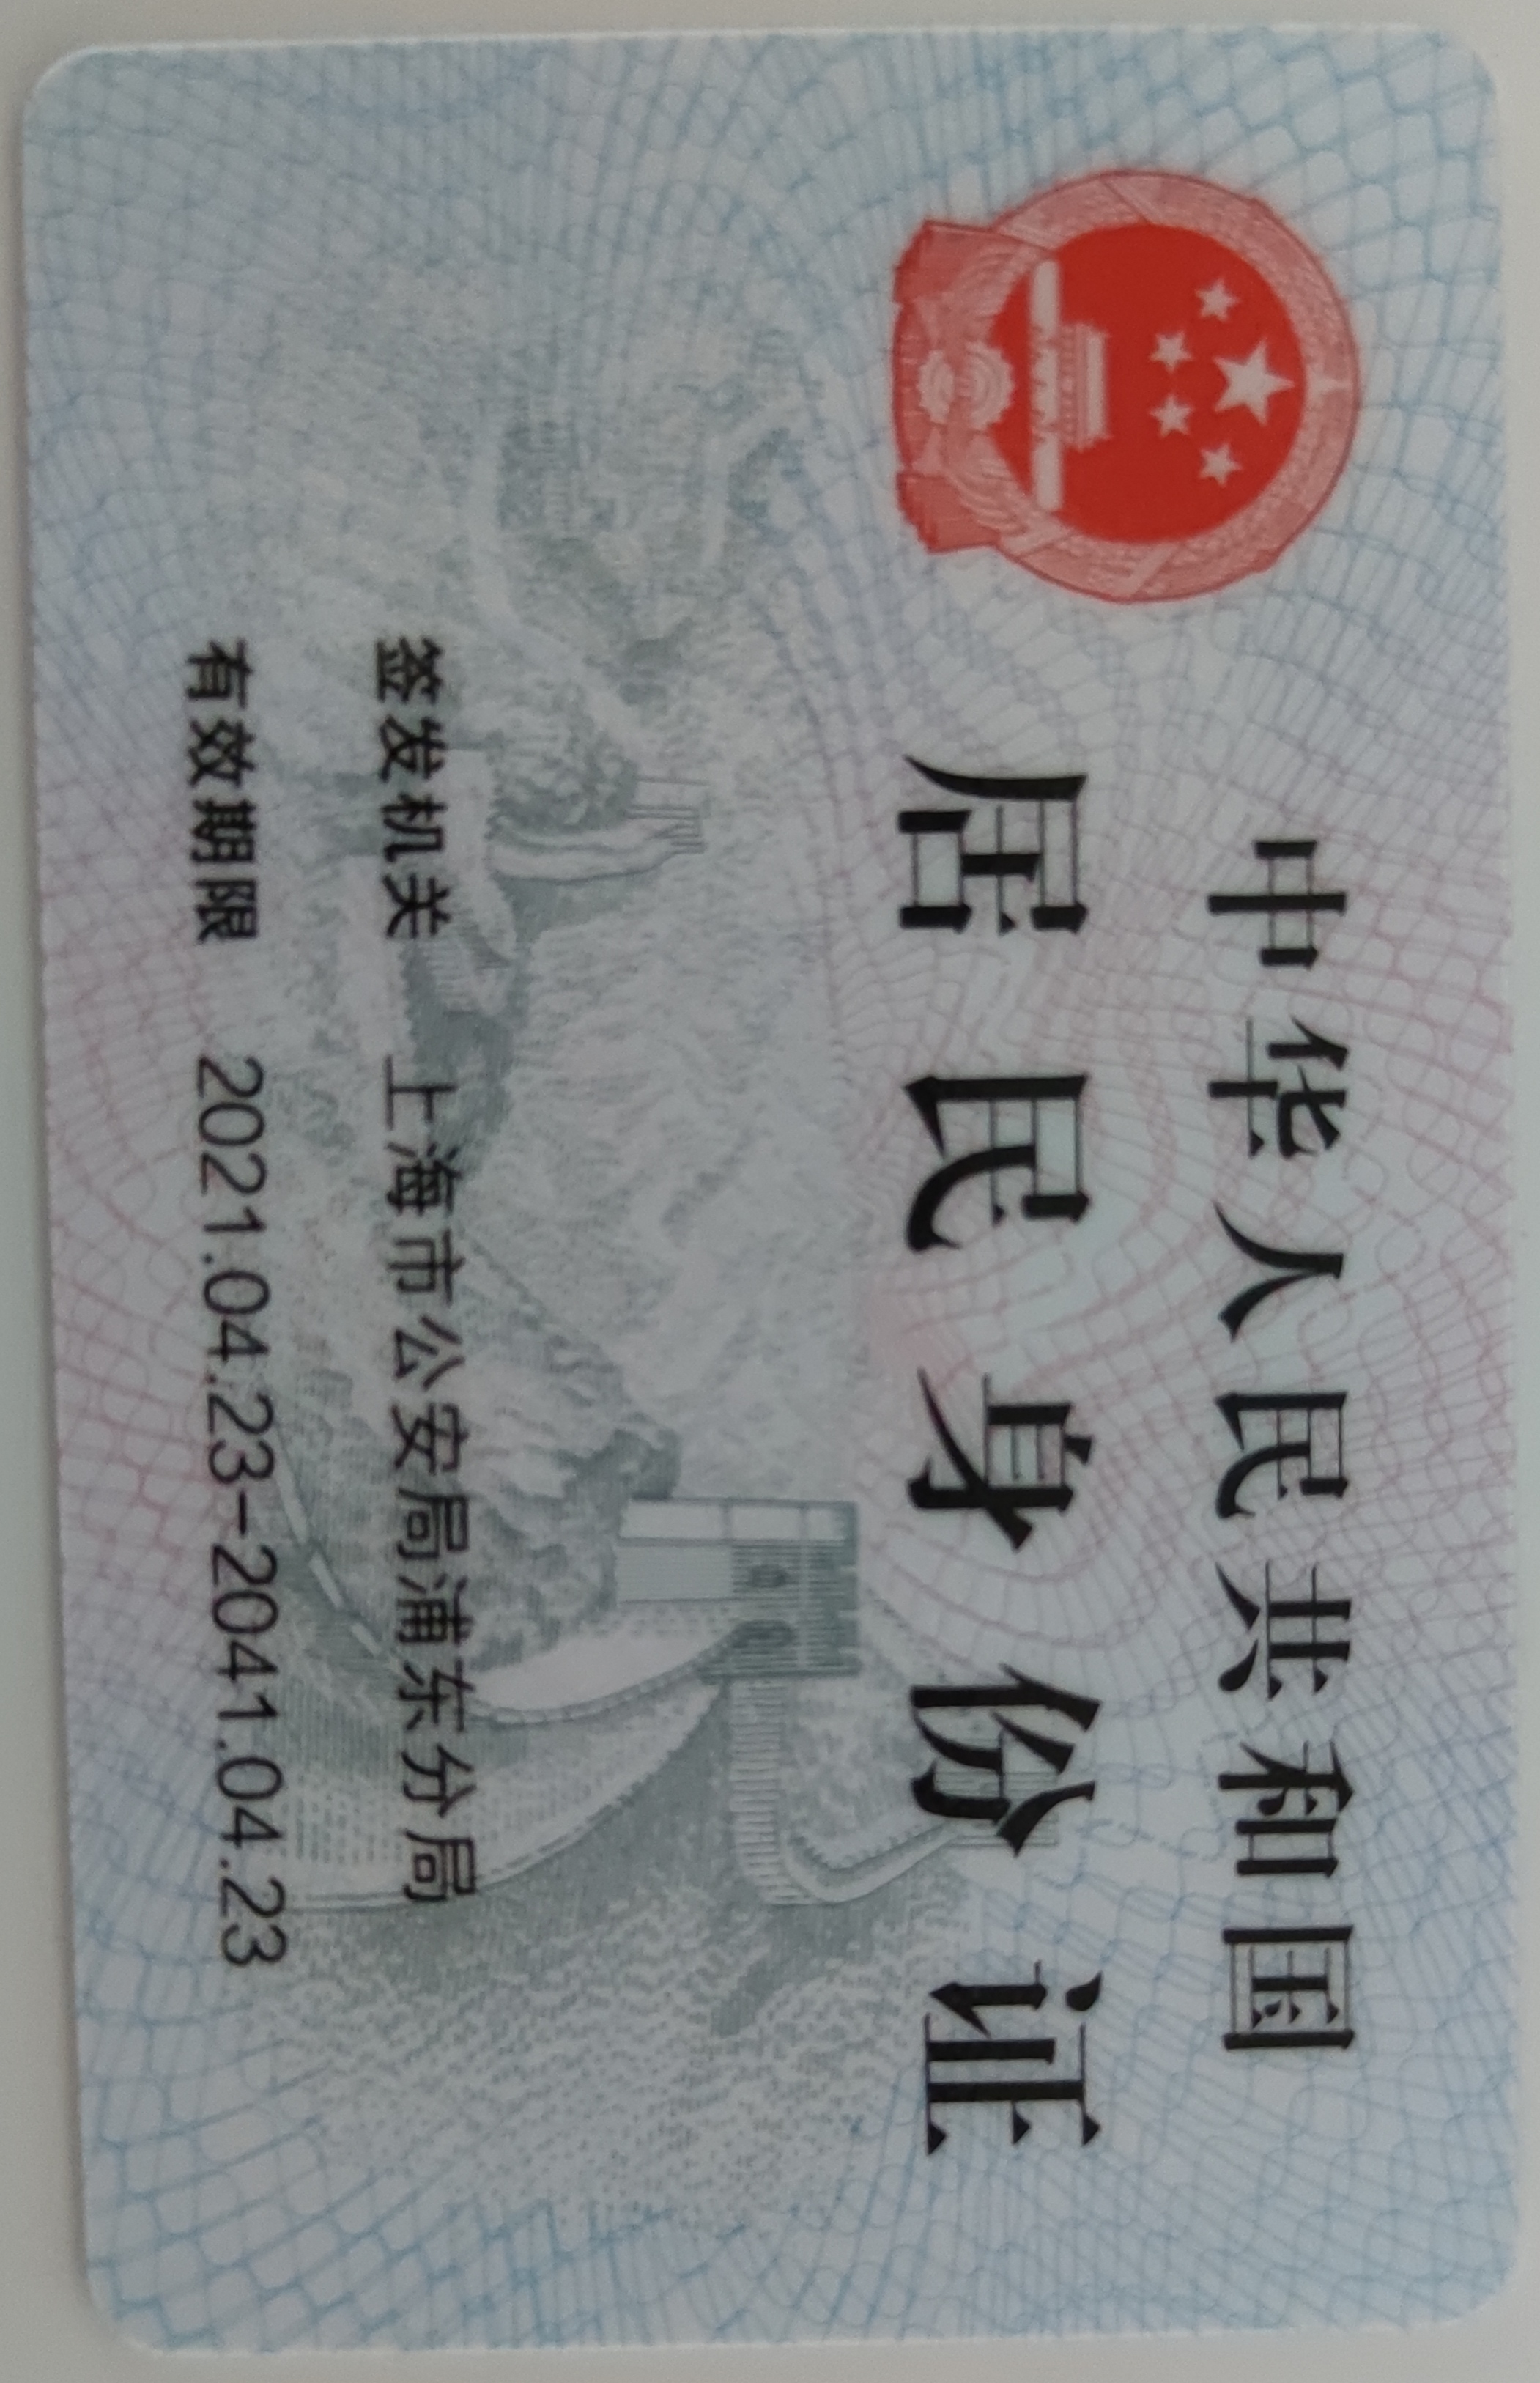 中华人民共和国
居民身份证
签发机关 上海市公安局浦东分局
有效期限 2021.04.23-2041.04.23